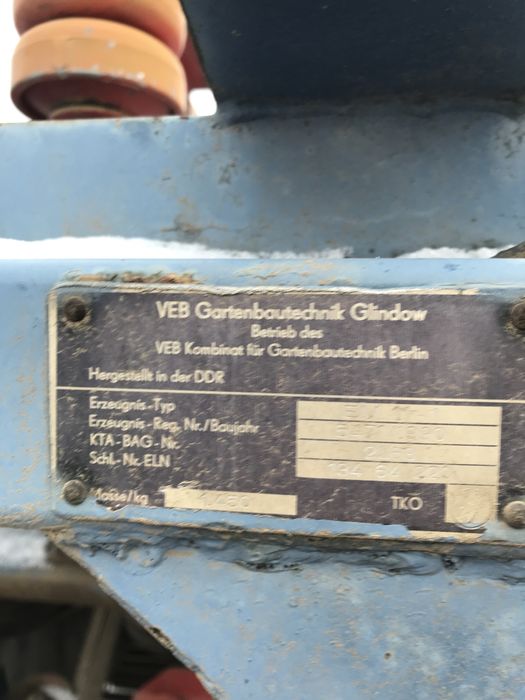 VEB Gartenbautechnik Glindow
Betrieb des
VEB Kombinat für Gartenbautechnik Berlin
Hergestellt in der DDR
Erzeugnis-Typ
Erzeugnis-Reg. Nr./Baujahr
KTA-BAG-Nr.
Schl.-Nr. ELN
Masse/kg
TKO